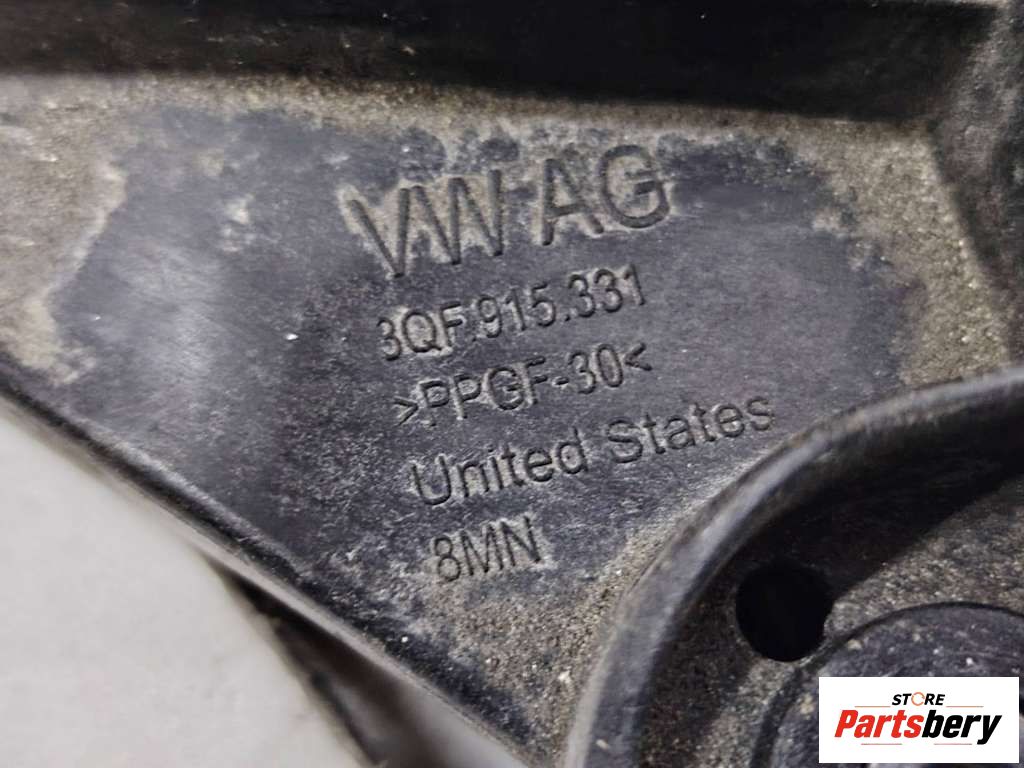 VW AG
3QF.915.331
>PPGF-30<
United States
8MN
STORE
Partsbery